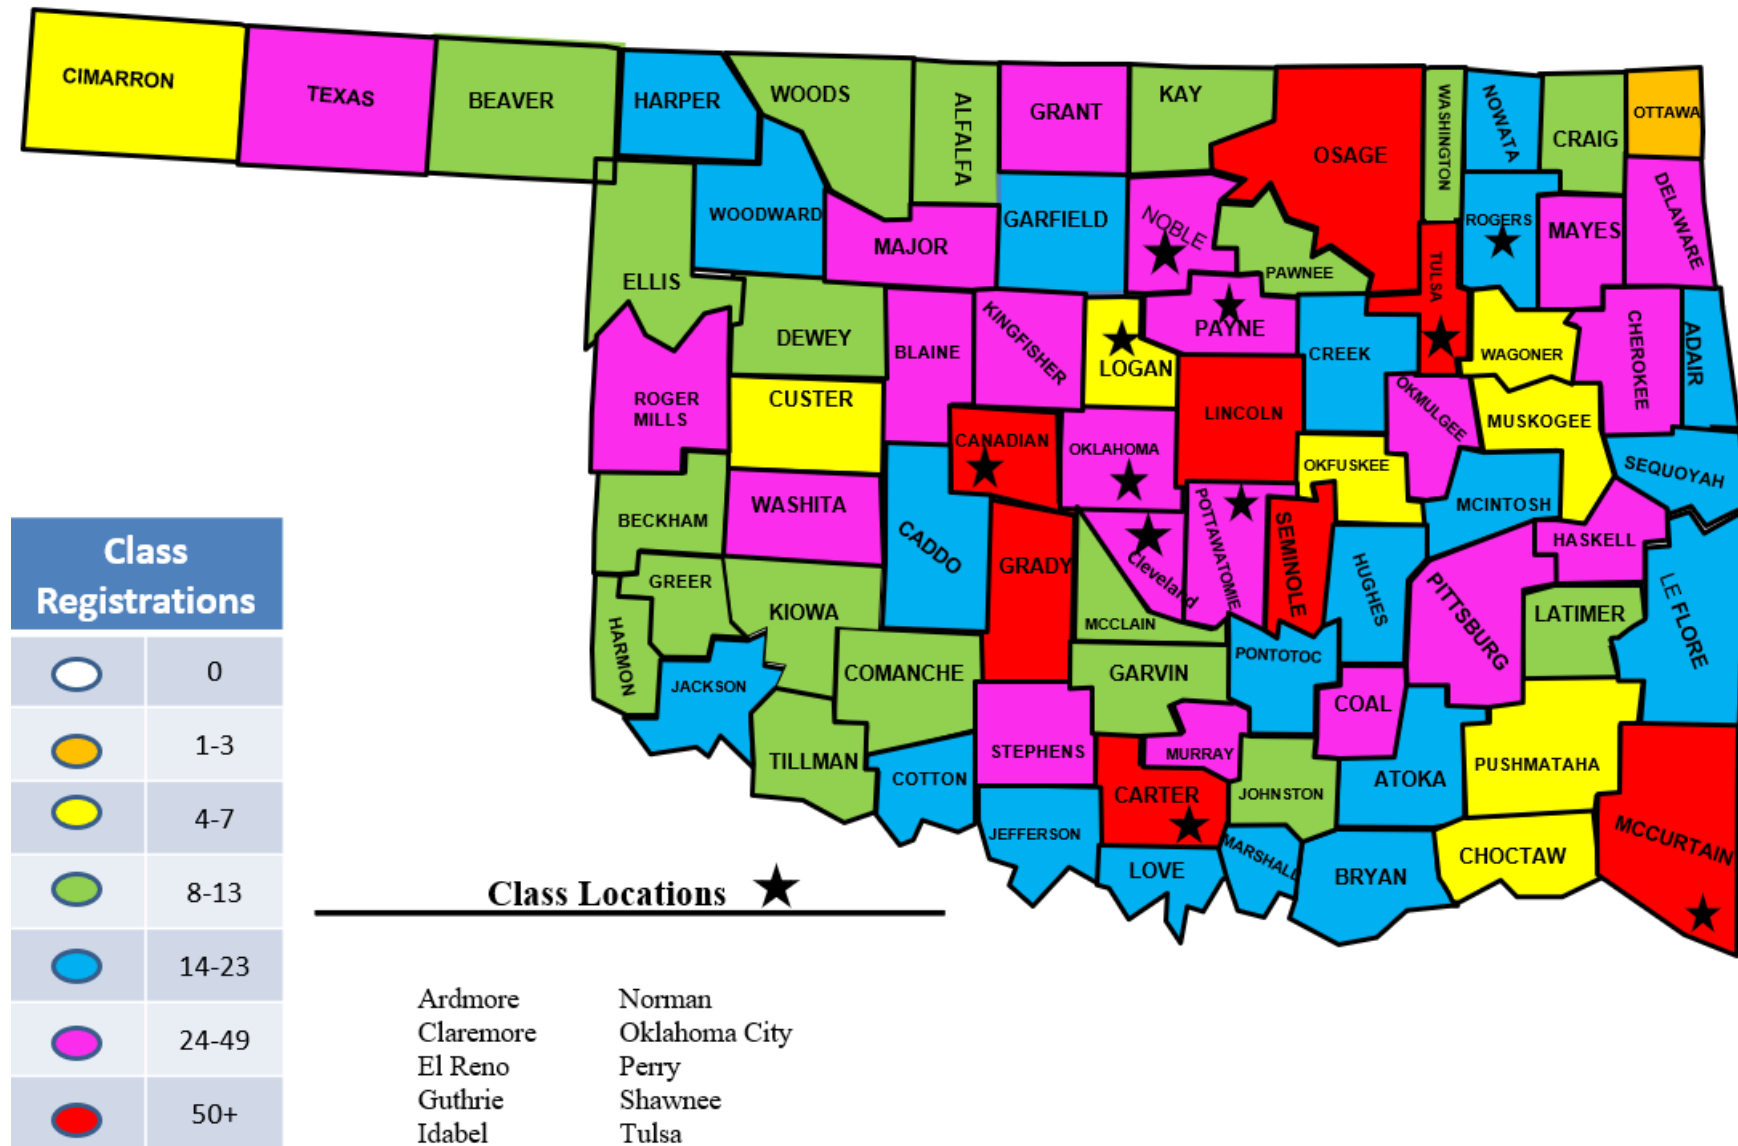 CIMARRON
TEXAS
BEAVER
HARPER
WOODS
ALFALFA
GRANT
KAY
OSAGE
WASHINGTON
NOWATA
CRAIG
OTTAWA
WOODWARD
MAJOR
GARFIELD
NOBLE
PAWNEE
TULSA
ROGERS
MAYES
DELAWARE
ELLIS
DEWEY
BLAINE
KINGFISHER
LOGAN
PAYNE
CREEK
WAGONER
CHEROKEE
ADAIR
ROGER
MILLS
CUSTER
CANADIAN
OKLAHOMA
LINCOLN
OKMULGEE
MUSKOGEE
OKFUSKEE
SEQUOYAH
BECKHAM
WASHITA
CADDO
GRADY
Cleveland
POTTAWATOMIE
SEMINOLE
HUGHES
MCINTOSH
HASKELL
PITTSBURG
LATIMER
LE FLORE
GREER
HARMON
KIOWA
JACKSON
COMANCHE
MCCLAIN
GARVIN
PONTOTOC
COAL
TILLMAN
COTTON
STEPHENS
MURRAY
CARTER
JOHNSTON
ATOKA
PUSHMATAHA
JEFFERSON
LOVE
MARSHALL
BRYAN
CHOCTAW
MCCURTAIN
Class
Registrations
0
1-3
4-7
8-13
14-23
24-49
50+
Class Locations
Ardmore Norman
Claremore Oklahoma City
El Reno Perry
Guthrie Shawnee
Idabel Tulsa